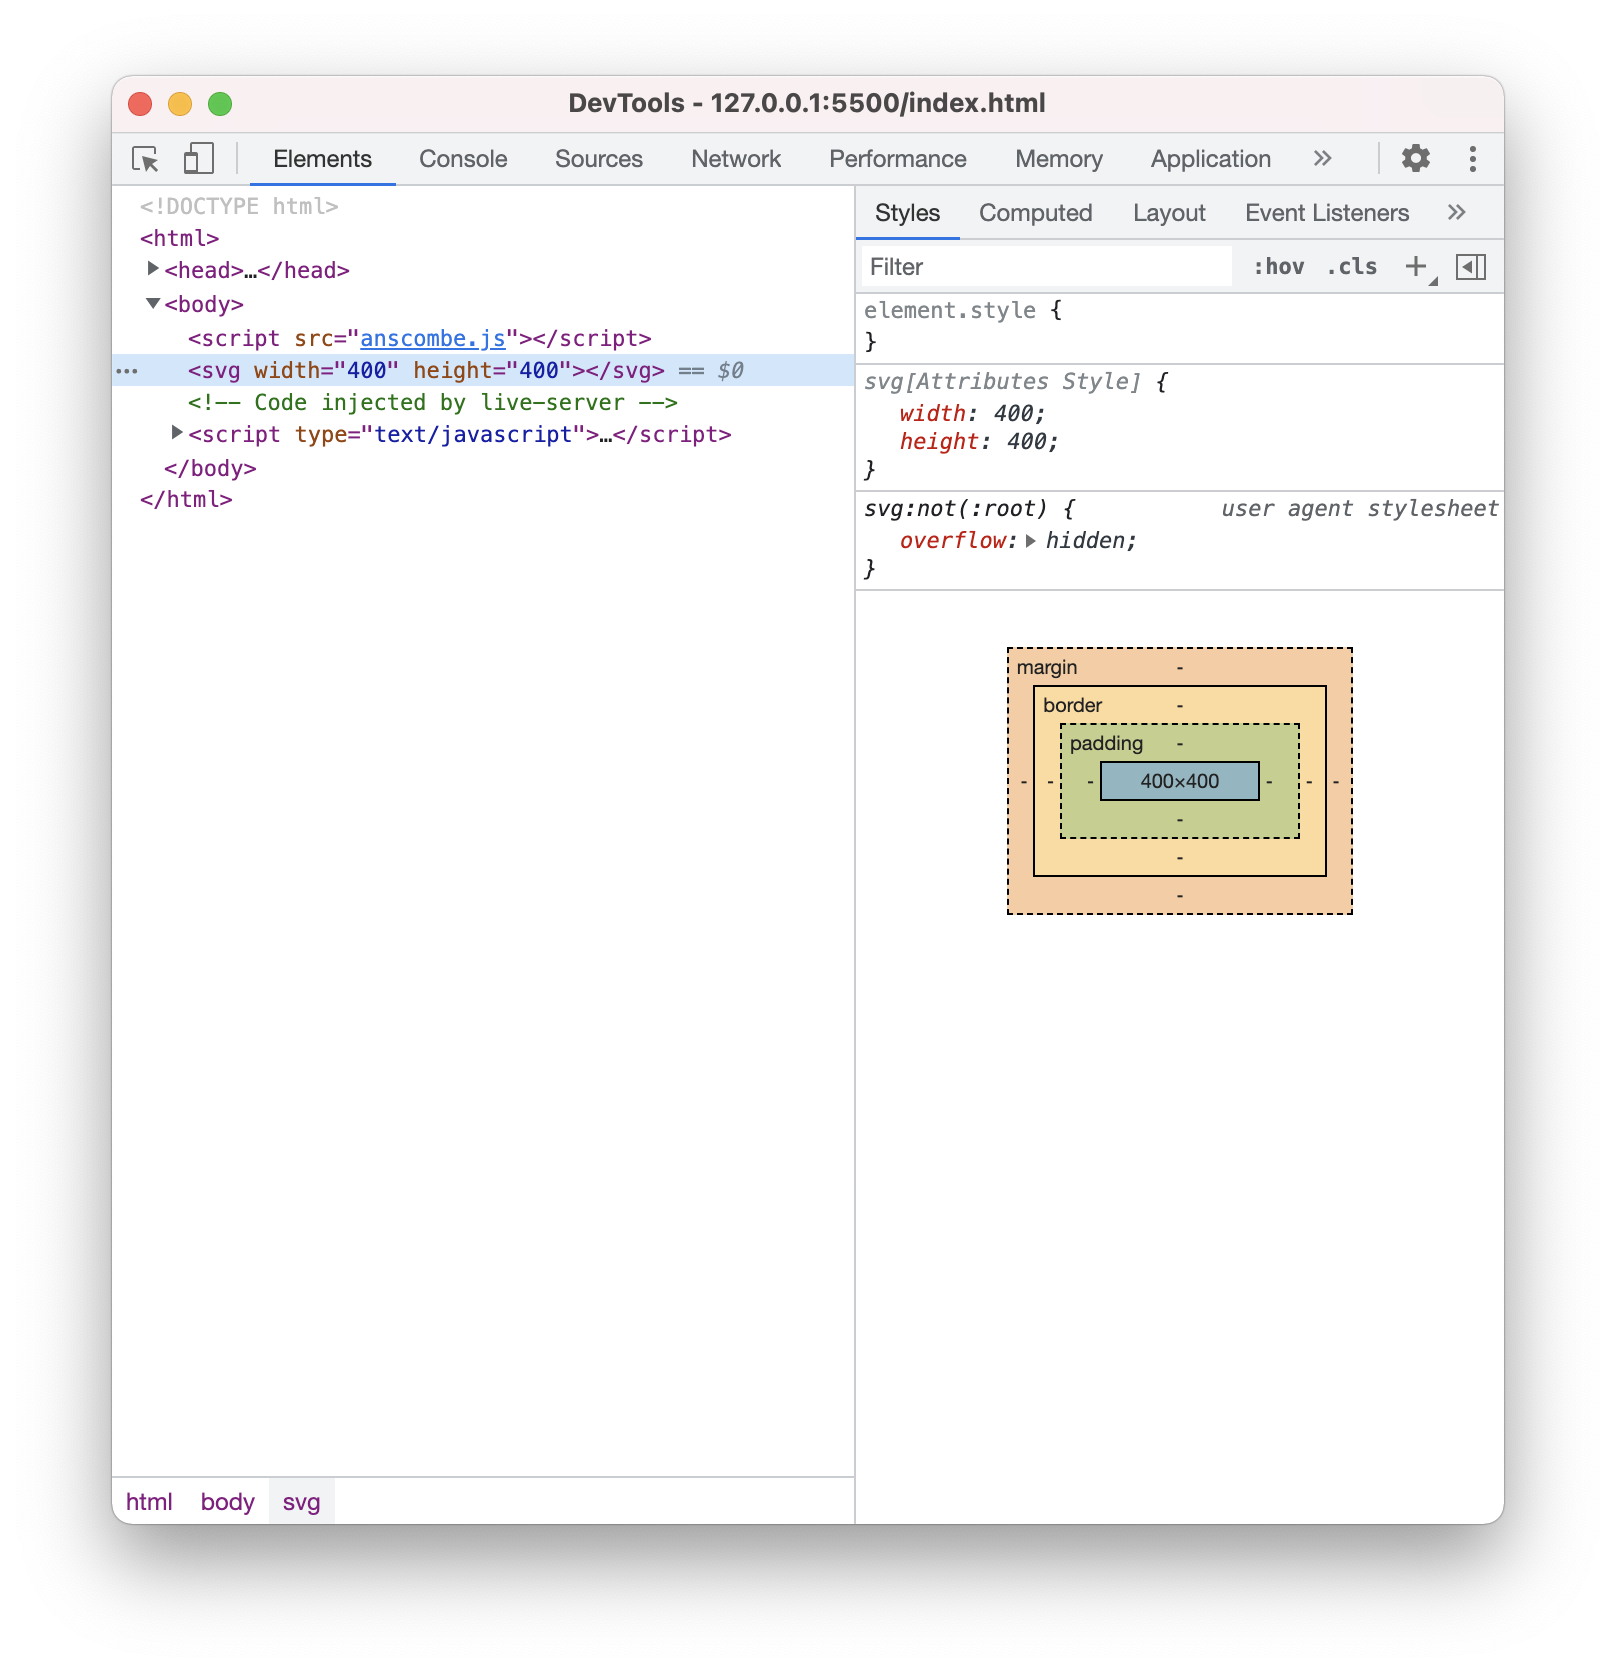 DevTools - 127.0.0.1:5500/index.html
Elements Console Sources Network Performance Memory Application
<!DOCTYPE html>
<html>
<head>…</head>
<body>
<script src="anscombe.js"></script>
<svg width="400" height="400"></svg> == $0
<!-- Code injected by live-server -->
<script type="text/javascript">…</script>
</body>
</html>
html body svg
Styles Computed Layout Event Listeners
Filter :hov .cls
element.style {
}
svg[Attributes Style] {
width: 400;
height: 400;
}
svg:not(:root) { user agent stylesheet
overflow: hidden;
}
margin -
border -
padding -
- - - 400×400 - - -
-
-
-